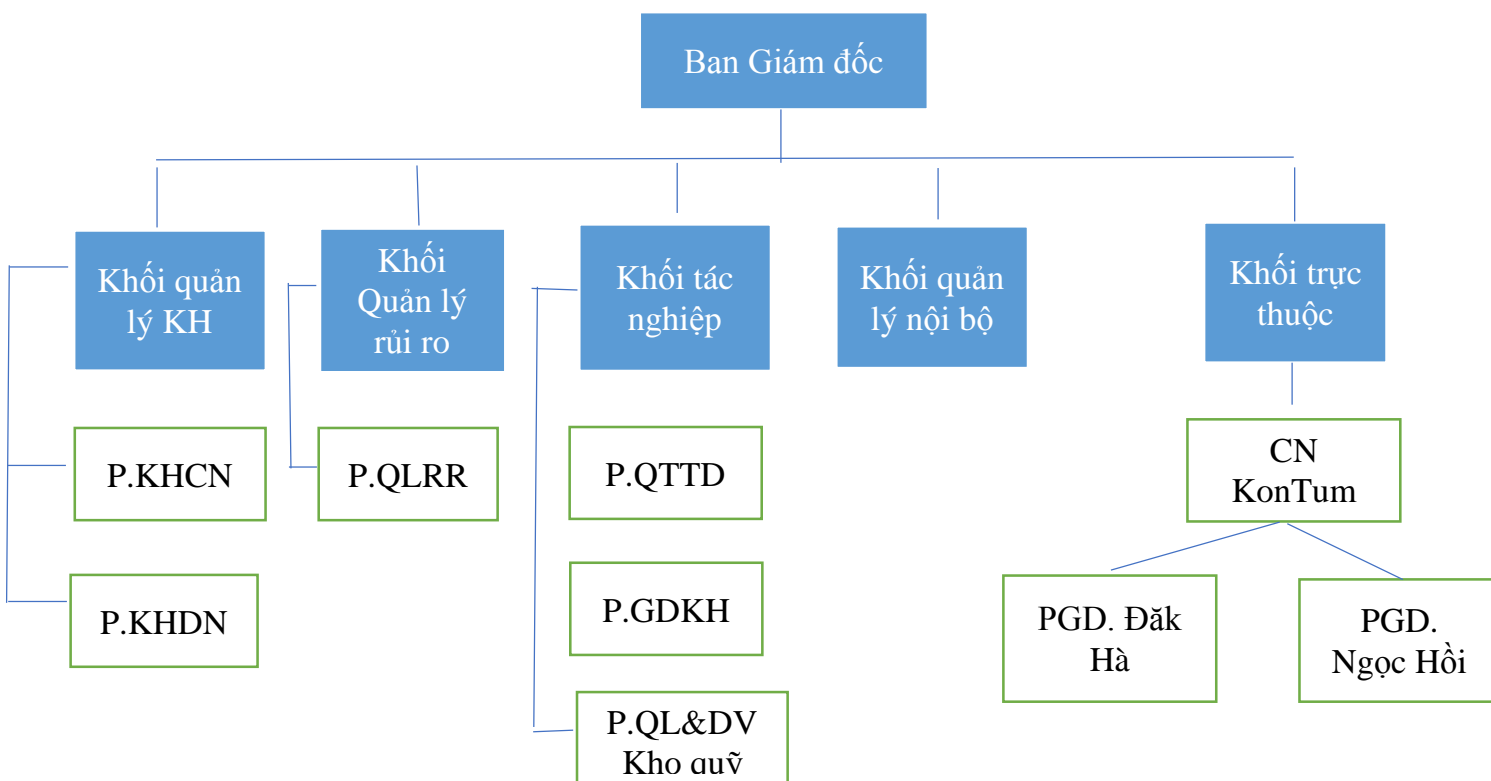 Ban Giám đốc
Khối quản
lý KH
Khối
Quản lý
rủi ro
Khối tác
nghiệp
Khối quản
lý nội bộ
Khối trực
thuộc
P.KHCN
P.QLRR
P.QTTD
CN
KonTum
P.KHDN
P.GDKH
PGD. Đăk
Hà
PGD.
Ngọc Hồi
P.QL&DV
Kho quỹ